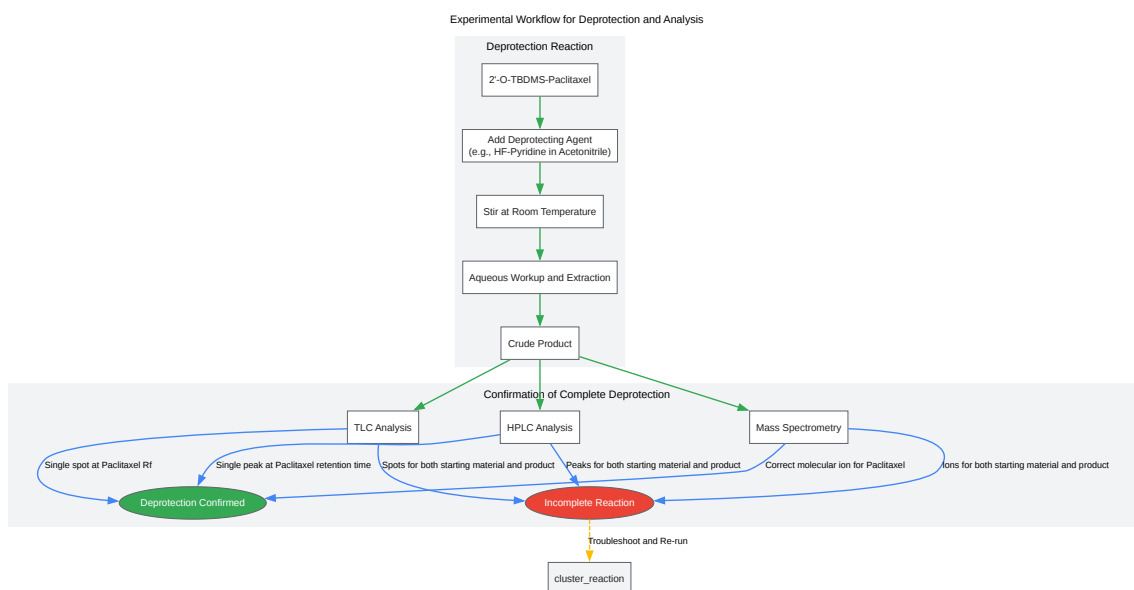 Experimental Workflow for Deprotection and Analysis
Deprotection Reaction
2'-O-TBDMS-Paclitaxel
Add Deprotecting Agent
(e.g., HF-Pyridine in Acetonitrile)
Stir at Room Temperature
Aqueous Workup and Extraction
Crude Product
Confirmation of Complete Deprotection
TLC Analysis
HPLC Analysis
Mass Spectrometry
Single spot at Paclitaxel Rf
Single peak at Paclitaxel retention time
Spots for both starting material and product
Peaks for both starting material and product
Correct molecular ion for Paclitaxel
Ions for both starting material and product
Deprotection Confirmed
Incomplete Reaction
Troubleshoot and Re-run
cluster_reaction